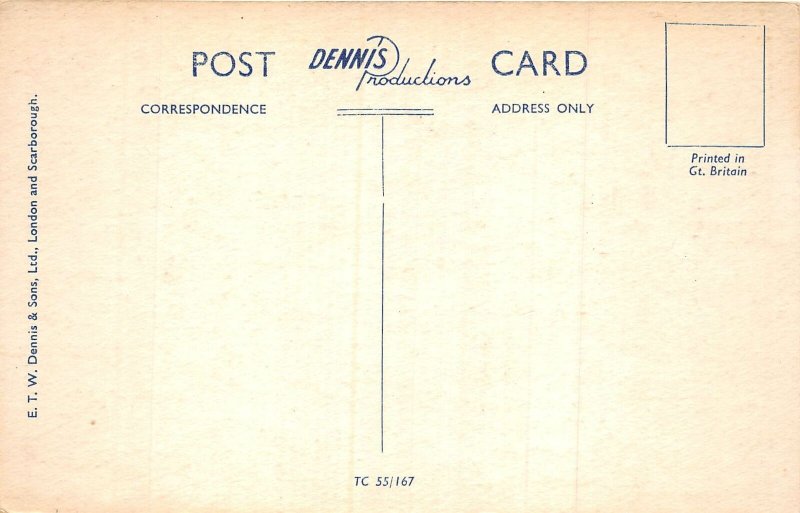 POST DENNIS Productions CARD
CORRESPONDENCE
ADDRESS ONLY
Printed in
Gt. Britain
E. T. W. Dennis & Sons, Ltd., London and Scarborough.
TC 55/167